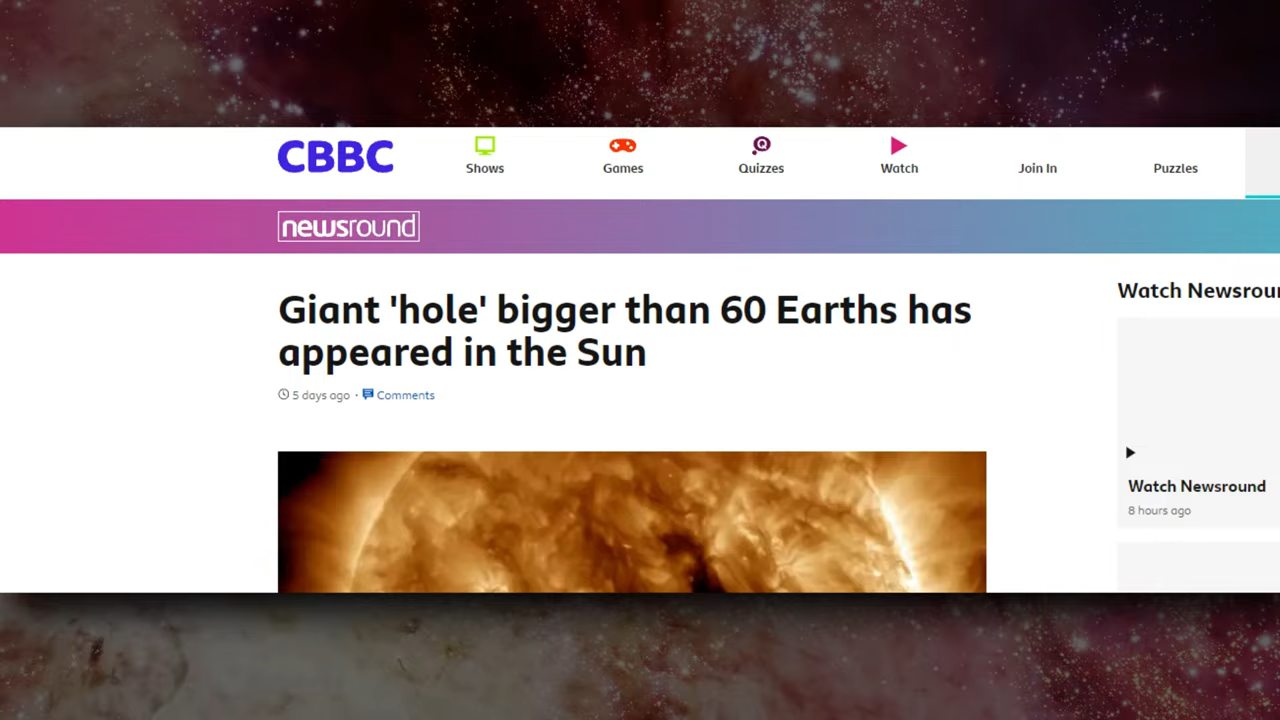 CBBC
Shows
Games
Quizzes
Watch
Join In
Puzzles
newsround
Giant 'hole' bigger than 60 Earths has
appeared in the Sun
5 days ago · Comments
Watch Newsroun
Watch Newsround
8 hours ago